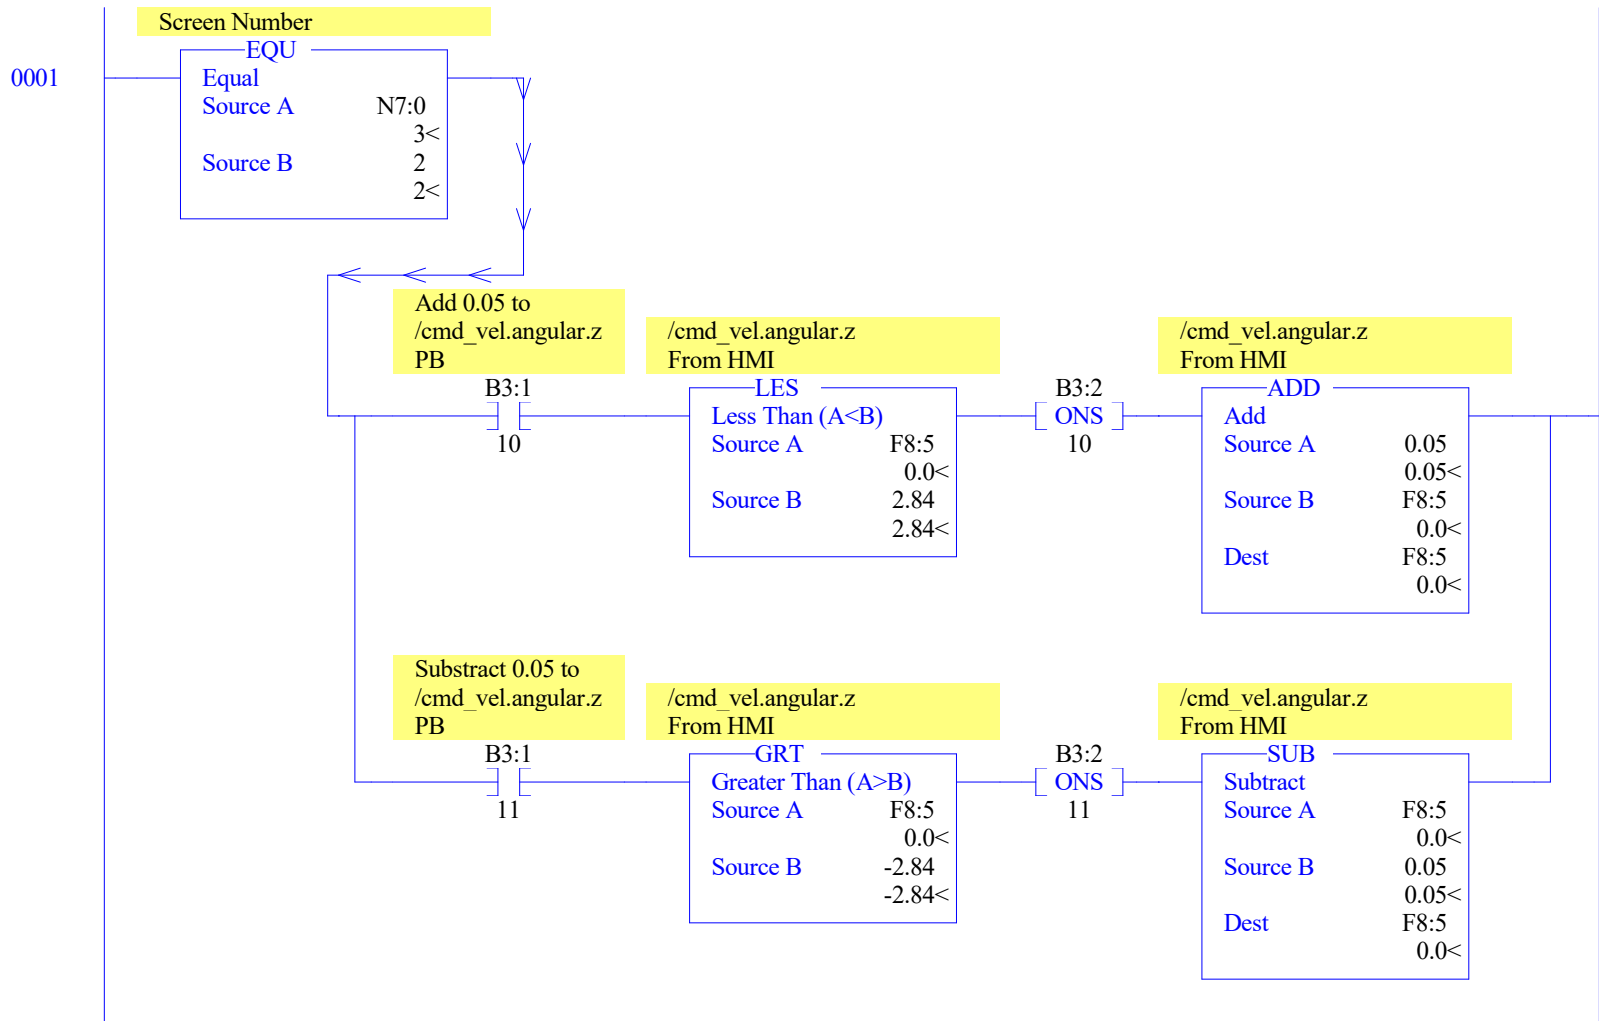 Screen Number
EQU
0001
Equal
Source A N7:0
3<
Source B 2
2<
Add 0.05 to
/cmd_vel.angular.z
PB
B3:1
10
/cmd_vel.angular.z
From HMI
LES
Less Than (A<B)
Source A F8:5
0.0<
Source B 2.84
2.84<
B3:2
ONS
10
/cmd_vel.angular.z
From HMI
ADD
Add
Source A 0.05
0.05<
Source B F8:5
0.0<
Dest F8:5
0.0<
Substract 0.05 to
/cmd_vel.angular.z
PB
B3:1
11
/cmd_vel.angular.z
From HMI
GRT
Greater Than (A>B)
Source A F8:5
0.0<
Source B -2.84
-2.84<
B3:2
ONS
11
/cmd_vel.angular.z
From HMI
SUB
Subtract
Source A F8:5
0.0<
Source B 0.05
0.05<
Dest F8:5
0.0<